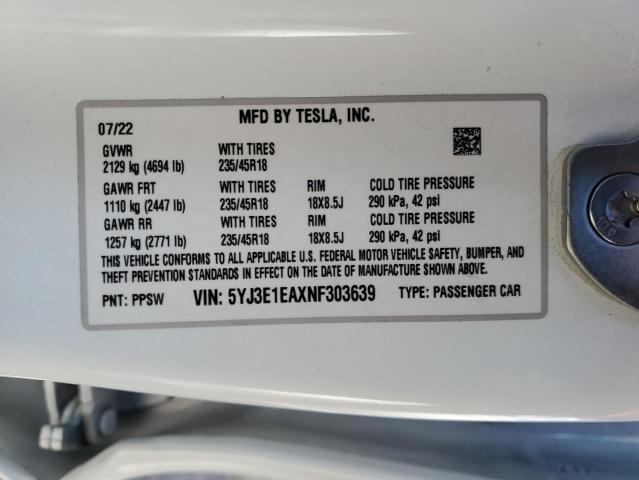 MFD BY TESLA, INC.
07/22
GVWR WITH TIRES
2129 kg (4694 lb) 235/45R18
GAWR FRT WITH TIRES RIM COLD TIRE PRESSURE
1110 kg (2447 lb) 235/45R18 18X8.5J 290 kPa, 42 psi
GAWR RR WITH TIRES RIM COLD TIRE PRESSURE
1257 kg (2771 lb) 235/45R18 18X8.5J 290 kPa, 42 psi
THIS VEHICLE CONFORMS TO ALL APPLICABLE U.S. FEDERAL MOTOR VEHICLE SAFETY, BUMPER, AND
THEFT PREVENTION STANDARDS IN EFFECT ON DATE OF MANUFACTURE SHOWN ABOVE.
PNT: PPSW VIN: 5YJ3E1EAXNF303639 TYPE: PASSENGER CAR